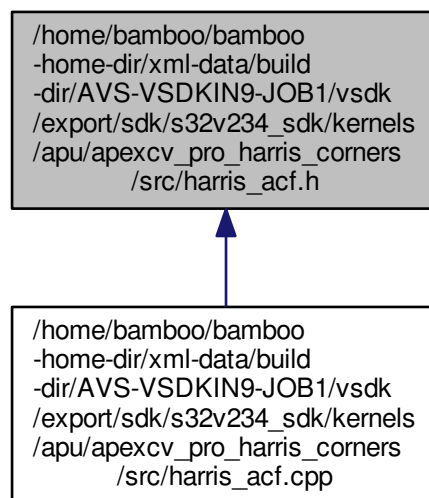 /home/bamboo/bamboo
-home-dir/xml-data/build
-dir/AVS-VSDKIN9-JOB1/vsdk
/export/sdk/s32v234_sdk/kernels
/apu/apexcv_pro_harris_corners
/src/harris_acf.h
/home/bamboo/bamboo
-home-dir/xml-data/build
-dir/AVS-VSDKIN9-JOB1/vsdk
/export/sdk/s32v234_sdk/kernels
/apu/apexcv_pro_harris_corners
/src/harris_acf.cpp